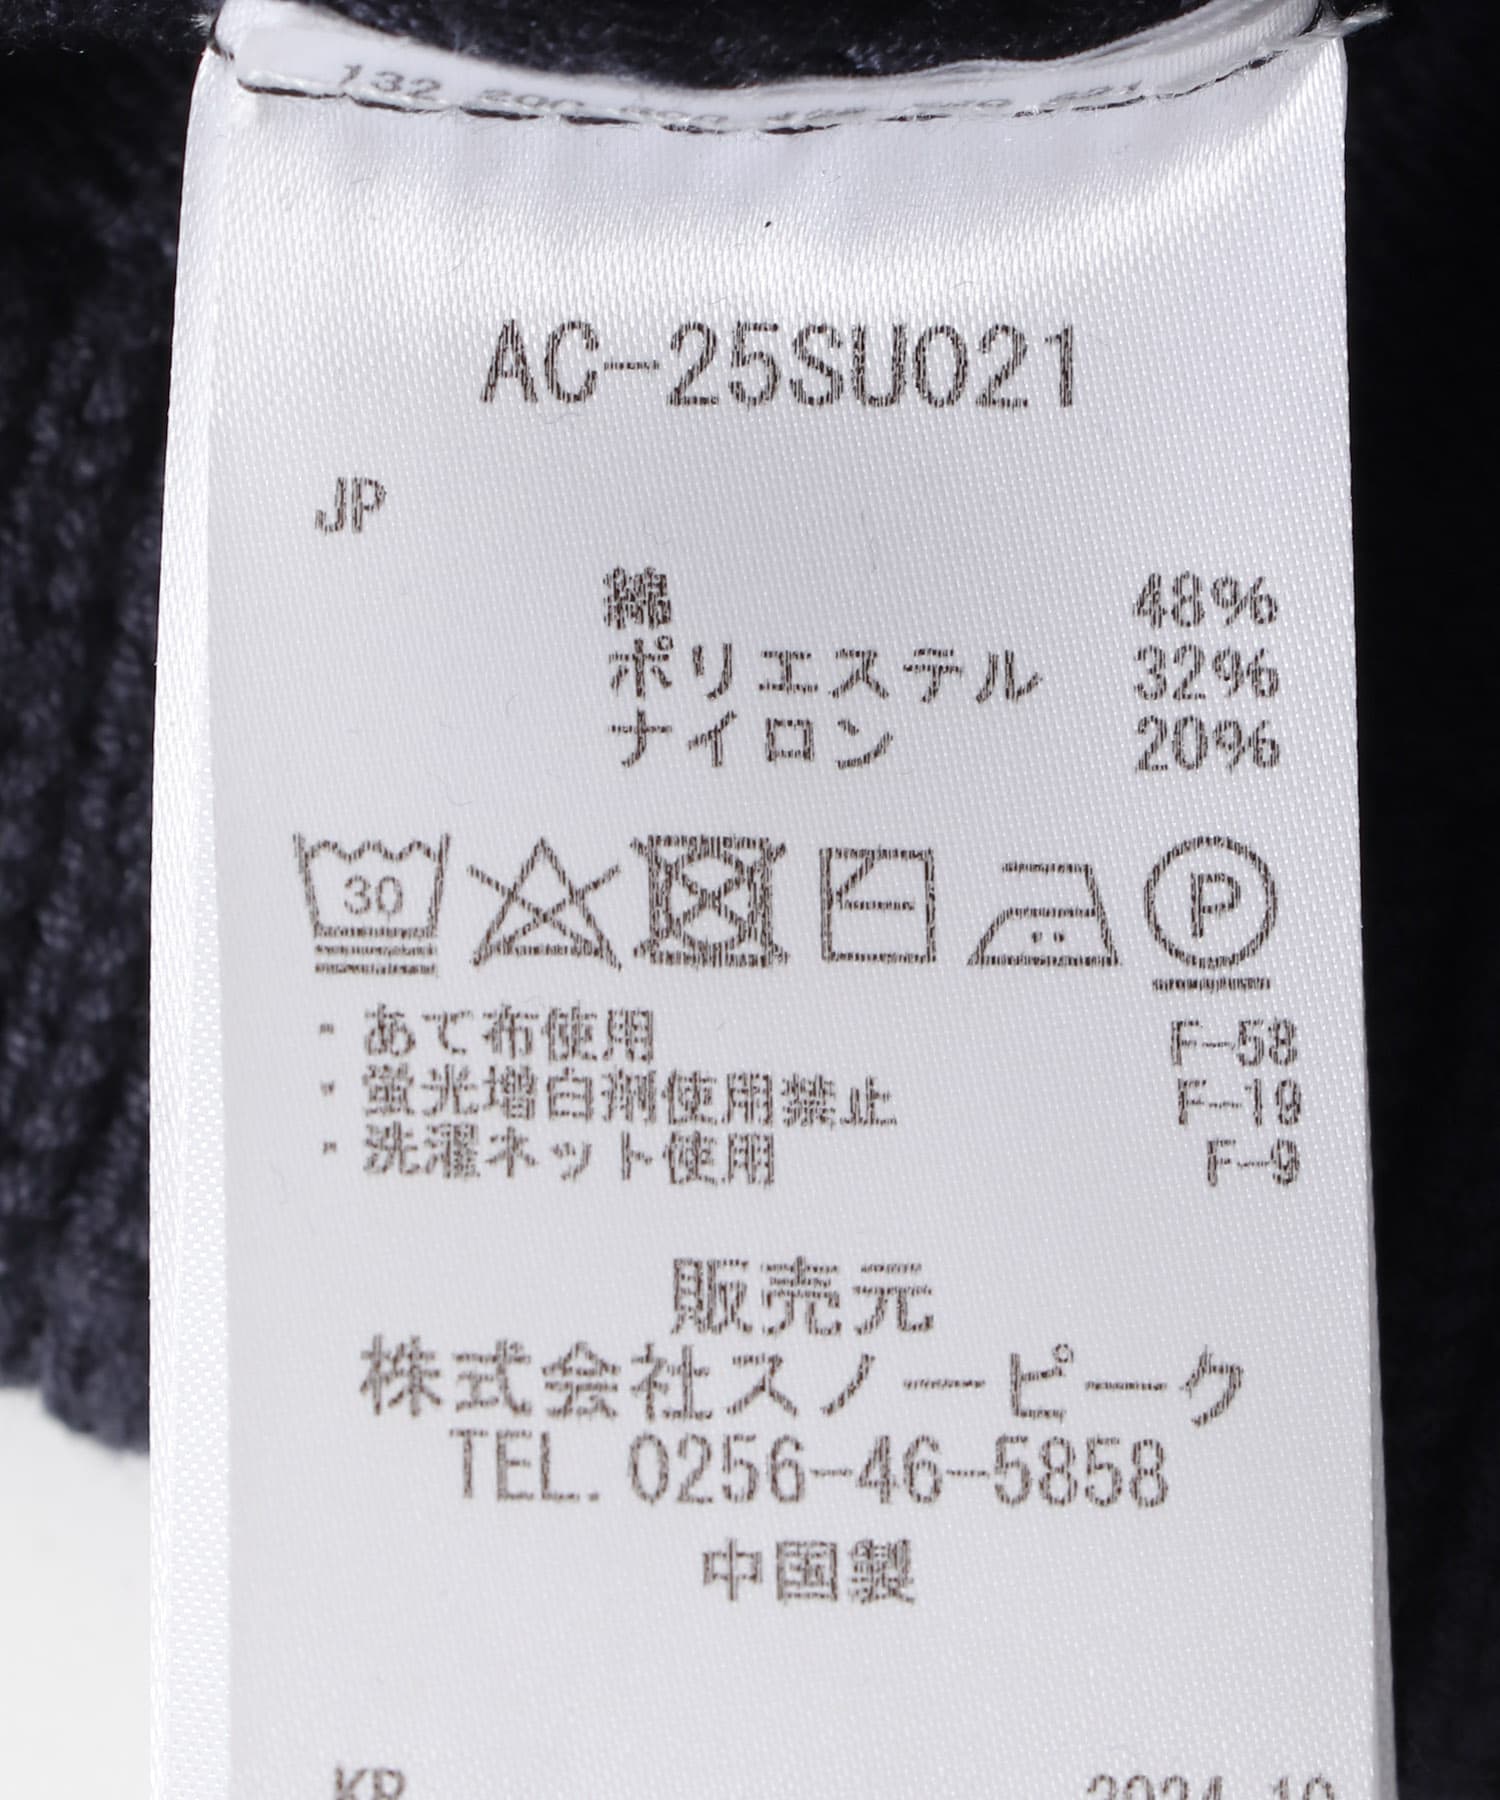 AC-25SU021
JP
綿 48%
ポリエステル 32%
ナイロン 20%
30 P
・あて布使用 F-58
・蛍光増白剤使用禁止 F-19
・洗濯ネット使用 F-9
販売元
株式会社スノーピーク
TEL. 0256-46-5858
中国製
KR 2024.10